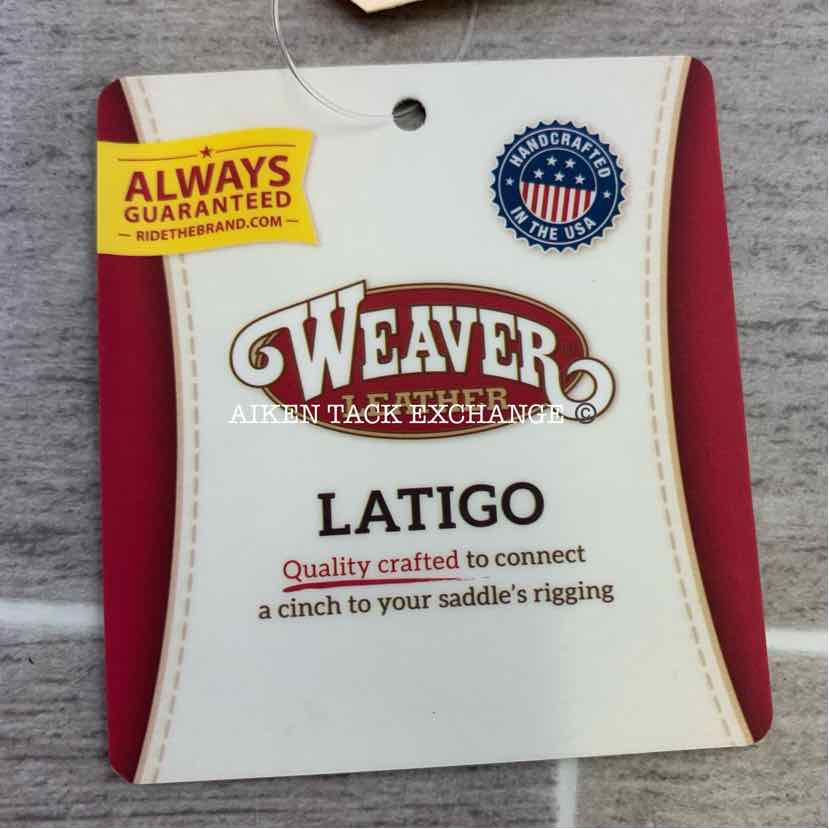 ALWAYS
GUARANTEED
RIDETHEBRAND.COM
HANDCRAFTED
IN THE USA
WEAVER
LEATHER
AIKEN TACK EXCHANGE ©
LATIGO
Quality crafted to connect
a cinch to your saddle's rigging